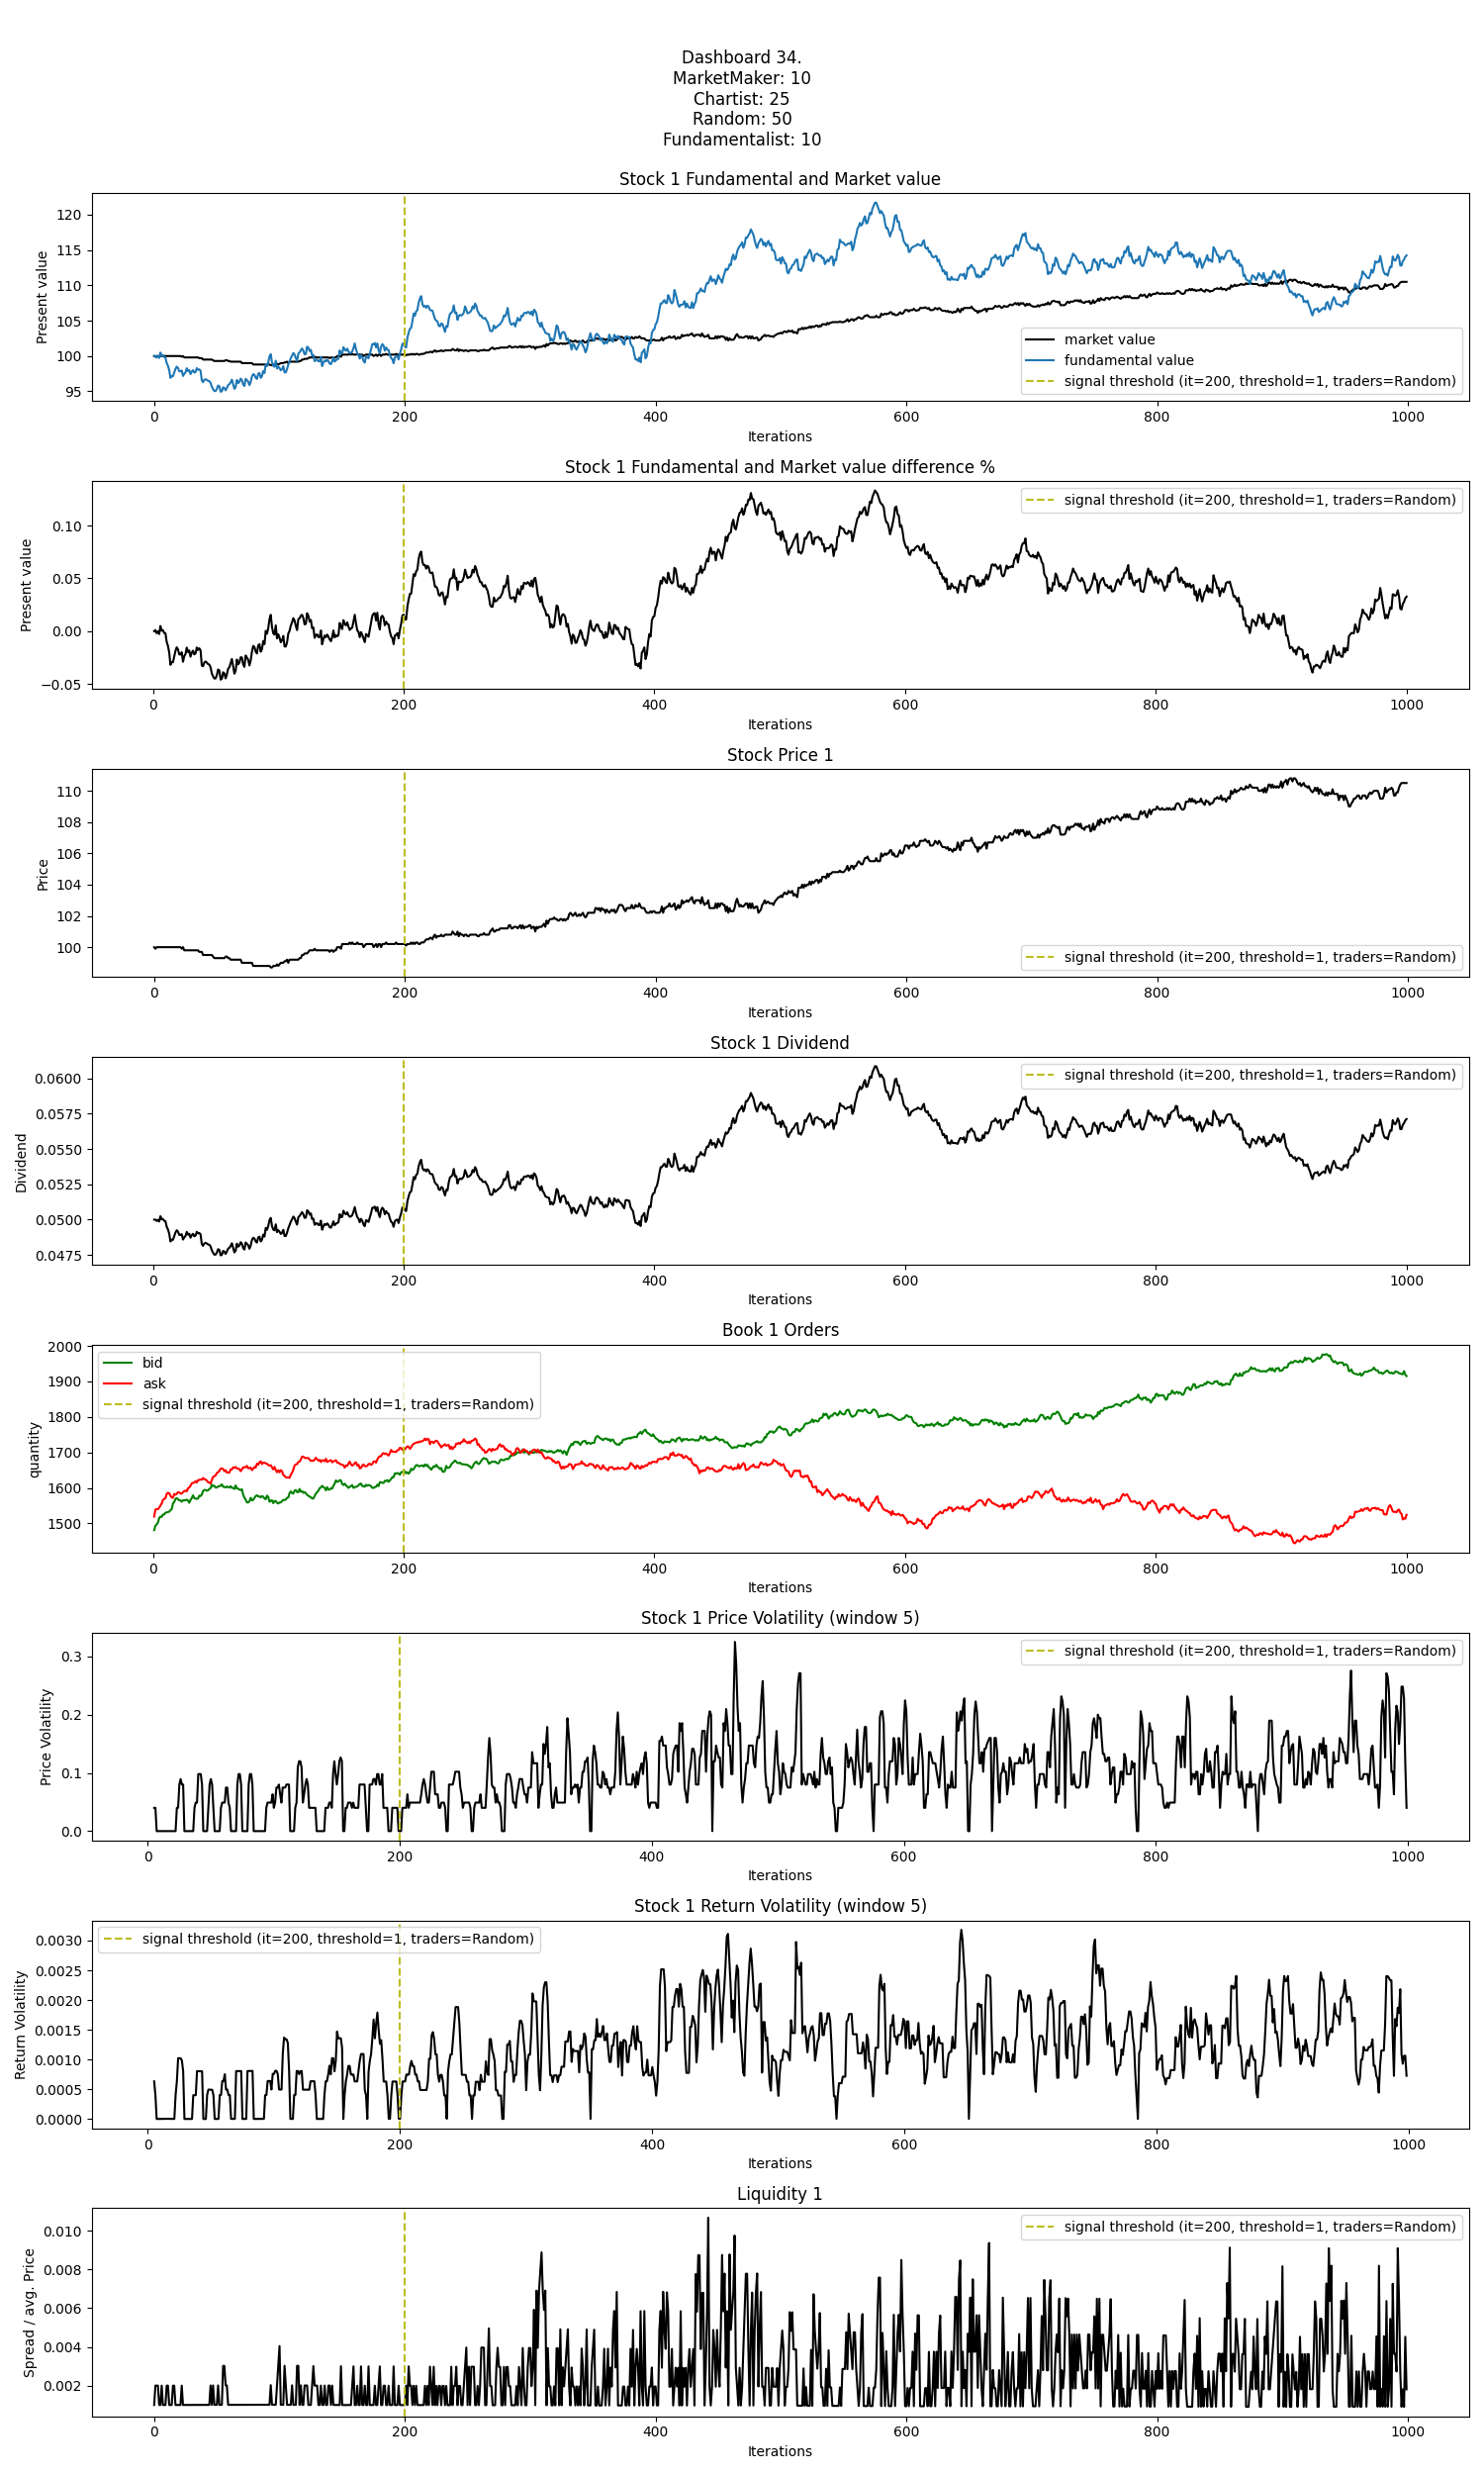 Dashboard 34.
MarketMaker: 10
Chartist: 25
Random: 50
Fundamentalist: 10
Stock 1 Fundamental and Market value
Present value
120
115
110
105
100
95
market value
fundamental value
signal threshold (it=200, threshold=1, traders=Random)
0 200 400 600 800 1000
Iterations
Stock 1 Fundamental and Market value difference %
Present value
0.10
0.05
0.00
−0.05
signal threshold (it=200, threshold=1, traders=Random)
0 200 400 600 800 1000
Iterations
Stock Price 1
Price
110
108
106
104
102
100
signal threshold (it=200, threshold=1, traders=Random)
0 200 400 600 800 1000
Iterations
Stock 1 Dividend
Dividend
0.0600
0.0575
0.0550
0.0525
0.0500
0.0475
signal threshold (it=200, threshold=1, traders=Random)
0 200 400 600 800 1000
Iterations
Book 1 Orders
quantity
2000
1900
1800
1700
1600
1500
bid
ask
signal threshold (it=200, threshold=1, traders=Random)
0 200 400 600 800 1000
Iterations
Stock 1 Price Volatility (window 5)
Price Volatility
0.3
0.2
0.1
0.0
signal threshold (it=200, threshold=1, traders=Random)
0 200 400 600 800 1000
Iterations
Stock 1 Return Volatility (window 5)
Return Volatility
0.0030
0.0025
0.0020
0.0015
0.0010
0.0005
0.0000
signal threshold (it=200, threshold=1, traders=Random)
0 200 400 600 800 1000
Iterations
Liquidity 1
Spread / avg. Price
0.010
0.008
0.006
0.004
0.002
signal threshold (it=200, threshold=1, traders=Random)
0 200 400 600 800 1000
Iterations